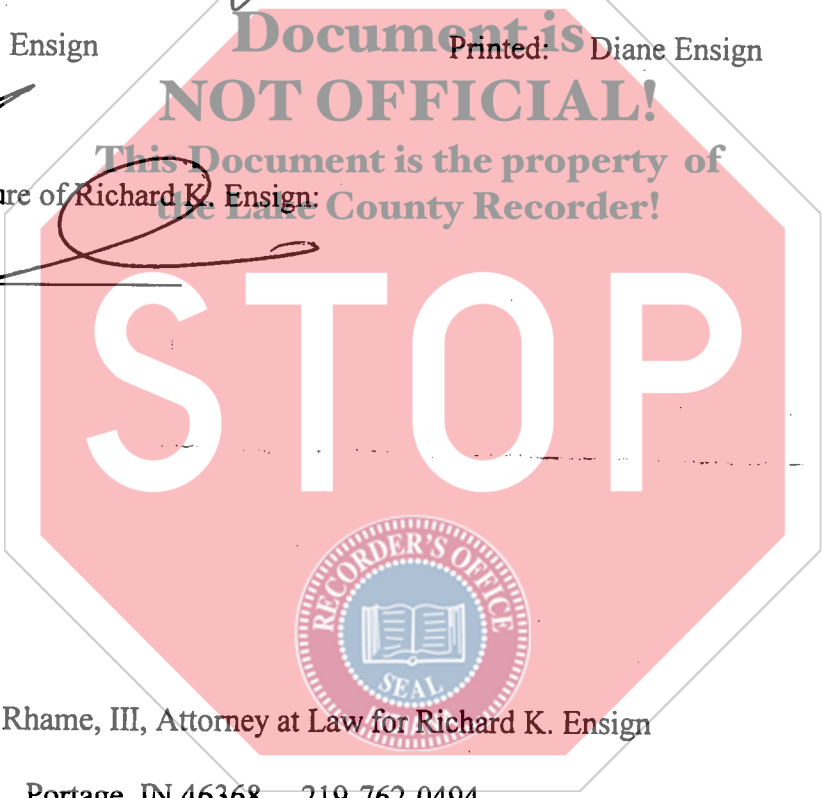 Ensign Printed: Diane Ensign
Document is
NOT OFFICIAL!
This Document is the property of
the Lake County Recorder!
ure of Richard K. Ensign:
STOP
RECORDER'S OFFICE
SEAL
Rhame, III, Attorney at Law for Richard K. Ensign
Portage, IN 46368 219-762-0494